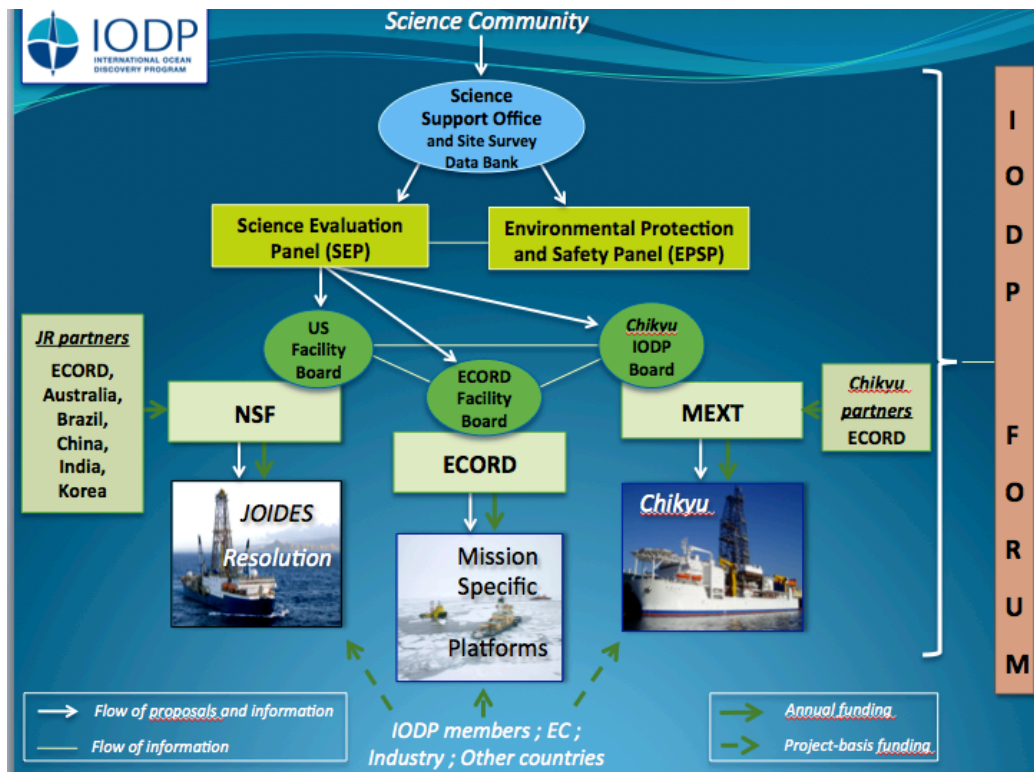 IODP
INTERNATIONAL OCEAN
DISCOVERY PROGRAM
Science Community
Science
Support Office
and Site Survey
Data Bank
Science Evaluation
Panel (SEP)
Environmental Protection
and Safety Panel (EPSP)
JR partners
ECORD,
Australia,
Brazil,
China,
India,
Korea
US
Facility
Board
ECORD
Facility
Board
Chikyu
IODP
Board
Chikyu
partners
ECORD
NSF
ECORD
MEXT
JOIDES
Resolution
Mission
Specific
Platforms
Chikyu
IODP members ; EC ;
Industry ; Other countries
Flow of proposals and information
Flow of information
Annual funding
Project-basis funding
I
O
D
P
F
O
R
U
M